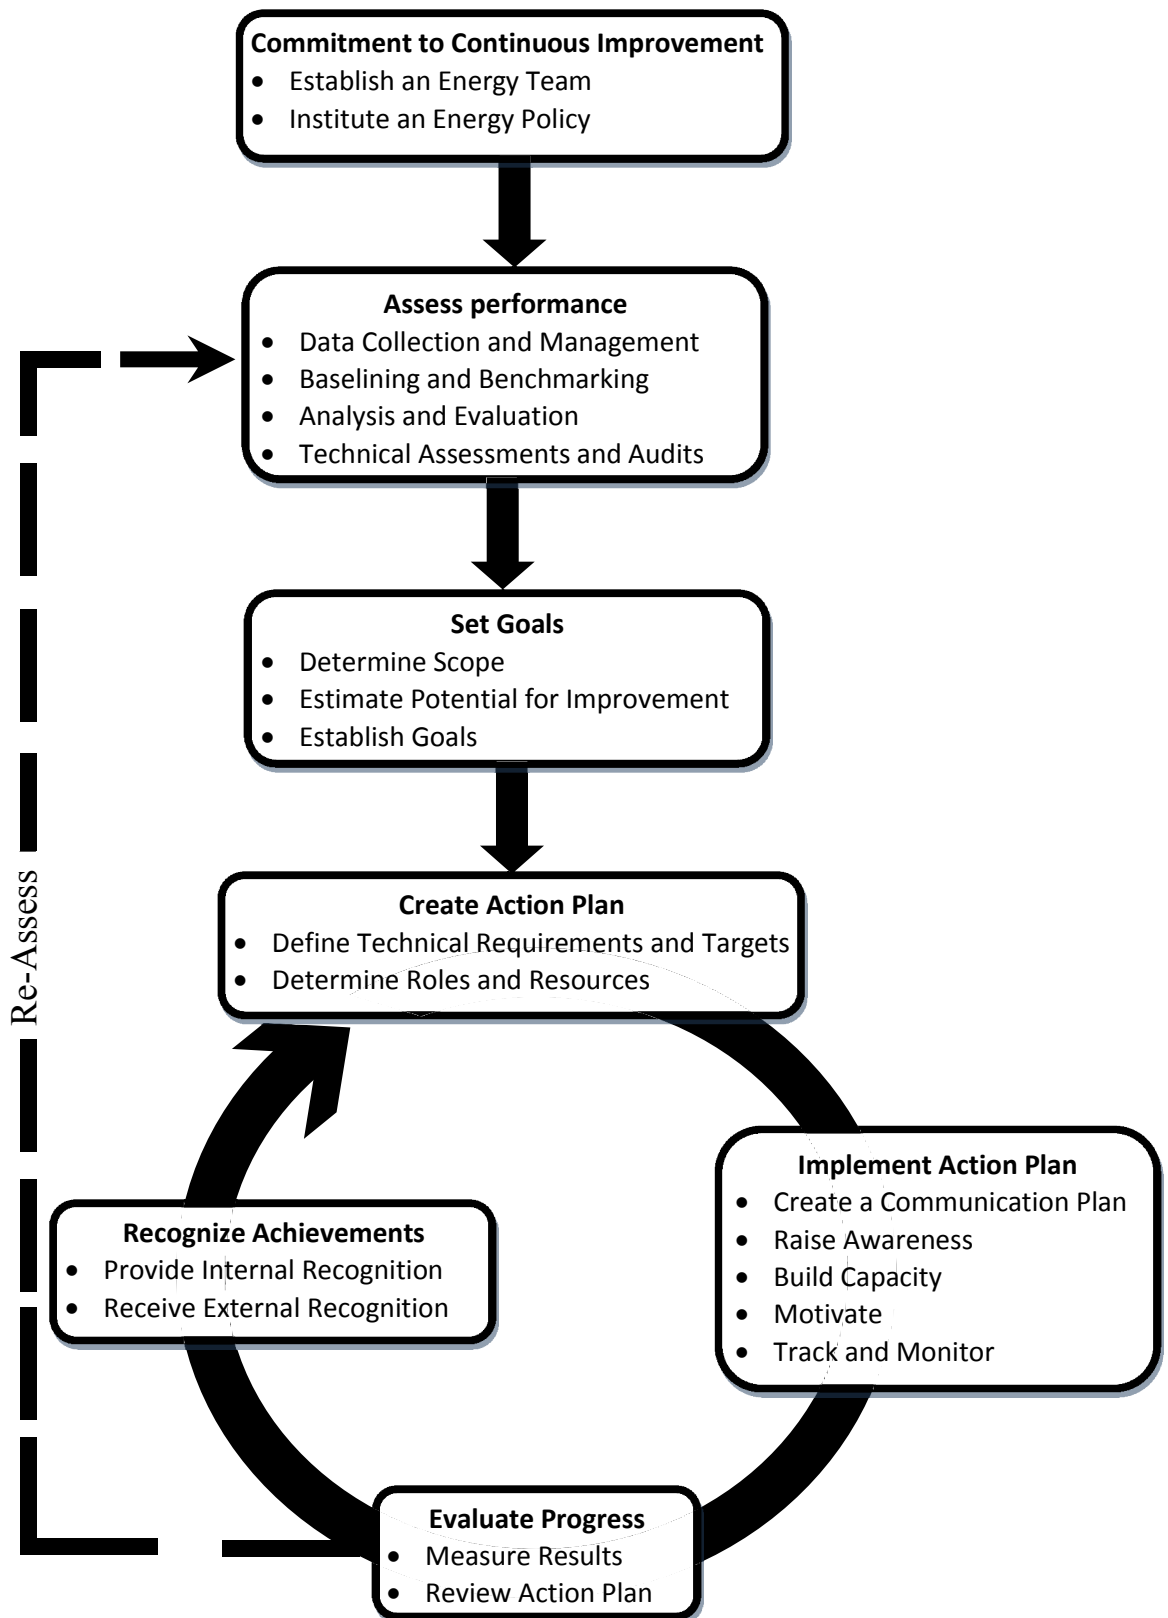 Commitment to Continuous Improvement
• Establish an Energy Team
• Institute an Energy Policy
Assess performance
• Data Collection and Management
• Baselining and Benchmarking
• Analysis and Evaluation
• Technical Assessments and Audits
Set Goals
• Determine Scope
• Estimate Potential for Improvement
• Establish Goals
Create Action Plan
• Define Technical Requirements and Targets
• Determine Roles and Resources
Re-Assess
Implement Action Plan
• Create a Communication Plan
• Raise Awareness
• Build Capacity
• Motivate
• Track and Monitor
Recognize Achievements
• Provide Internal Recognition
• Receive External Recognition
Evaluate Progress
• Measure Results
• Review Action Plan